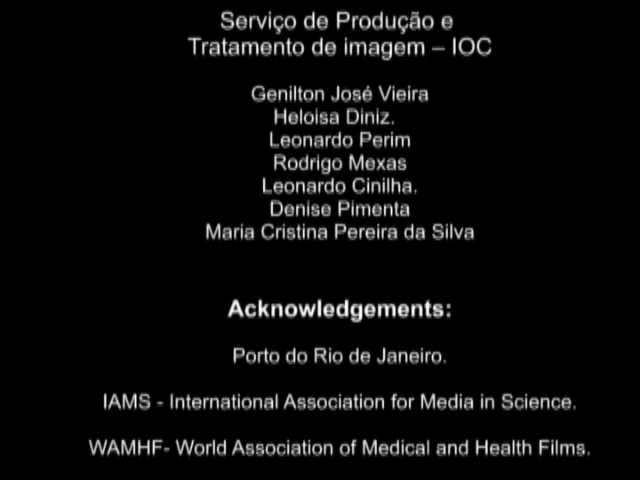 Serviço de Produção e
Tratamento de imagem – IOC
Genilton José Vieira
Heloisa Diniz.
Leonardo Perim
Rodrigo Mexas
Leonardo Cinilha.
Denise Pimenta
Maria Cristina Pereira da Silva
Acknowledgements:
Porto do Rio de Janeiro.
IAMS - International Association for Media in Science.
WAMHF- World Association of Medical and Health Films.